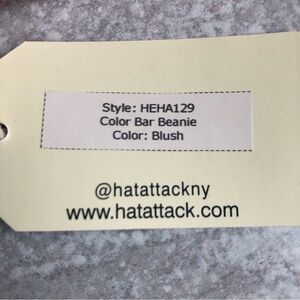 Style: HEHA129
Color Bar Beanie
Color: Blush
@hatattackny
www.hatattack.com